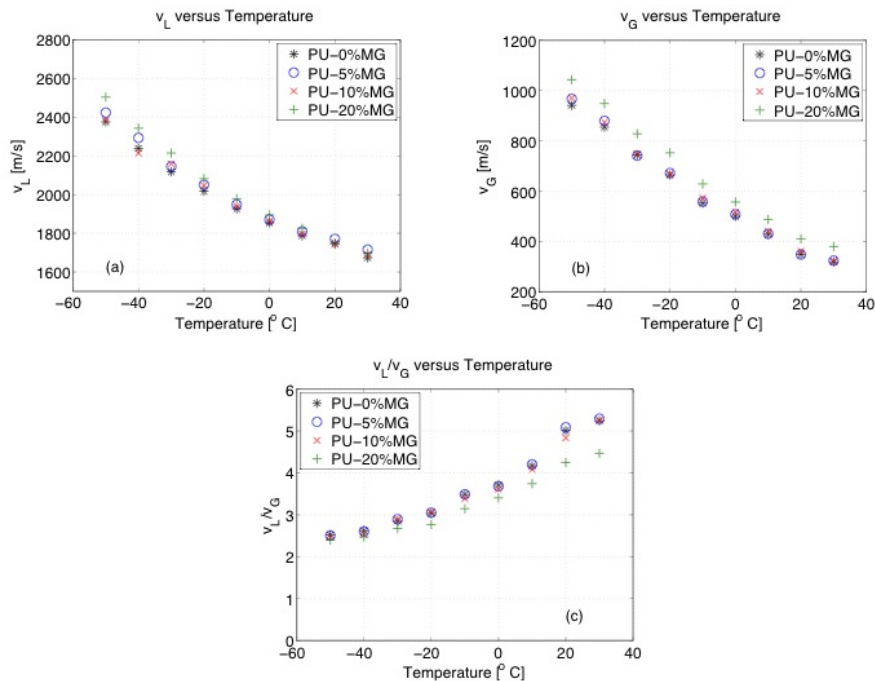 v_L versus Temperature
2800
2600
2400
2200
2000
1800
1600
v_L [m/s]
PU-0%MG
PU-5%MG
PU-10%MG
PU-20%MG
(a)
-60 -40 -20 0 20 40
Temperature [° C]
v_G versus Temperature
1200
1000
800
600
400
200
v_G [m/s]
PU-0%MG
PU-5%MG
PU-10%MG
PU-20%MG
(b)
-60 -40 -20 0 20 40
Temperature [° C]
v_L/v_G versus Temperature
6
5
4
3
2
1
0
v_L/v_G
PU-0%MG
PU-5%MG
PU-10%MG
PU-20%MG
(c)
-60 -40 -20 0 20 40
Temperature [° C]